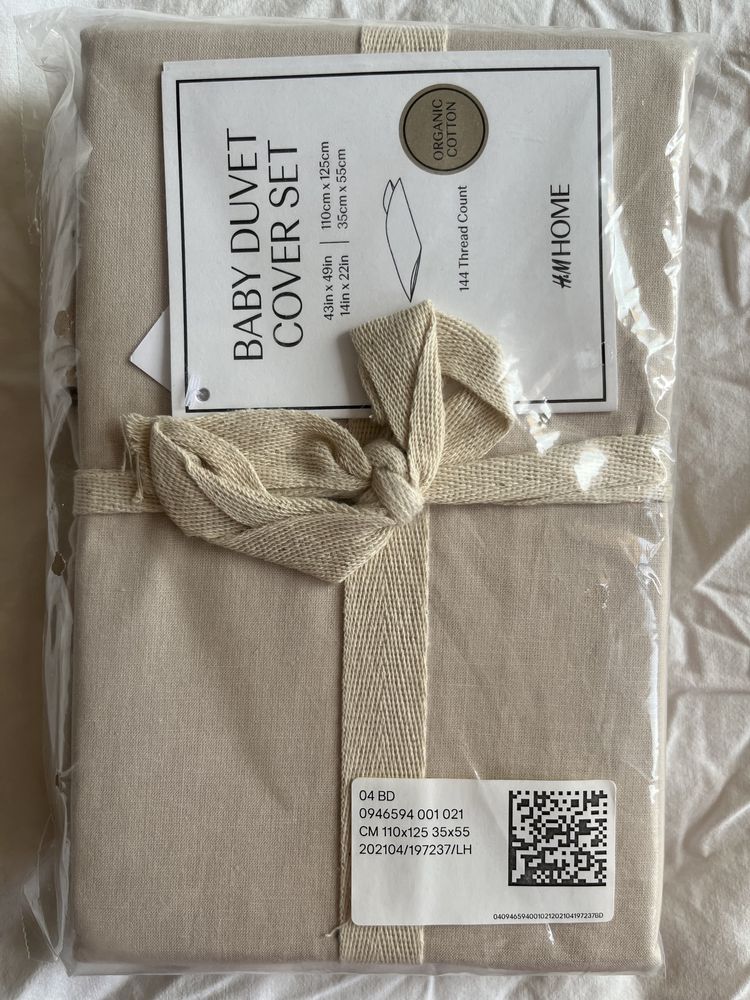 BABY DUVET
COVER SET
43in x 49in | 110cm x 125cm
14in x 22in | 35cm x 55cm
ORGANIC
COTTON
144 Thread Count
H&M HOME
04 BD
0946594 001 021
CM 110x125 35x55
202104/197237/LH
040946594001021202104197237BD